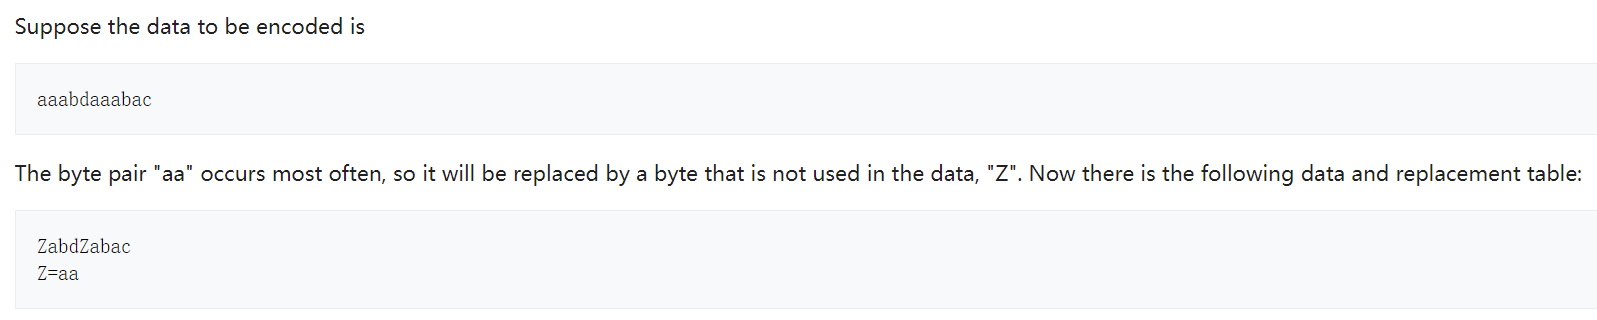 Suppose the data to be encoded is
aaabdaaabac
The byte pair "aa" occurs most often, so it will be replaced by a byte that is not used in the data, "Z". Now there is the following data and replacement table:
ZabdZabac
Z=aa